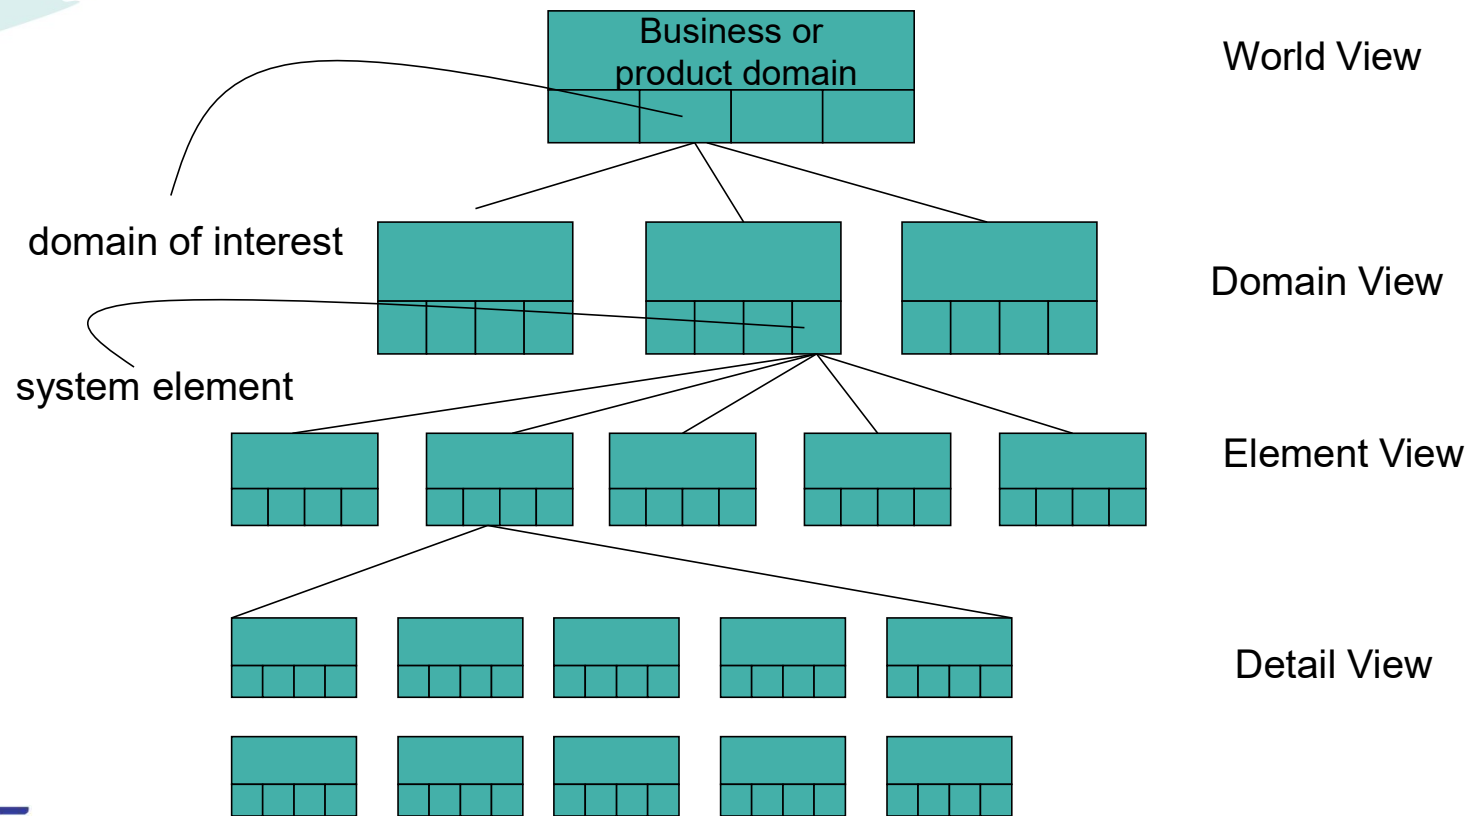 Business or
product domain
World View
domain of interest
Domain View
system element
Element View
Detail View